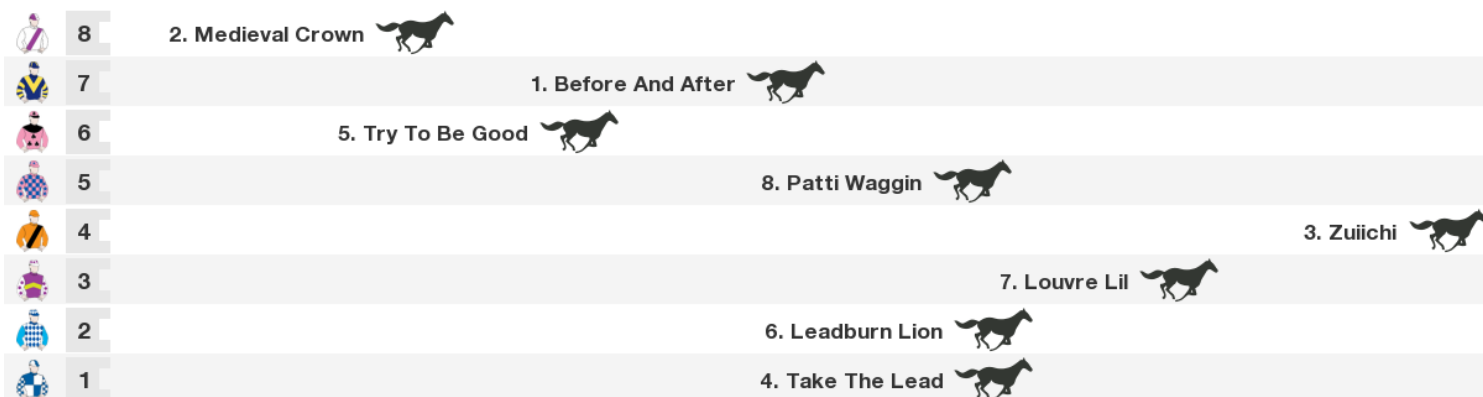 8 2. Medieval Crown
7 1. Before And After
6 5. Try To Be Good
5 8. Patti Waggin
4 3. Zuiichi
3 7. Louvre Lil
2 6. Leadburn Lion
1 4. Take The Lead